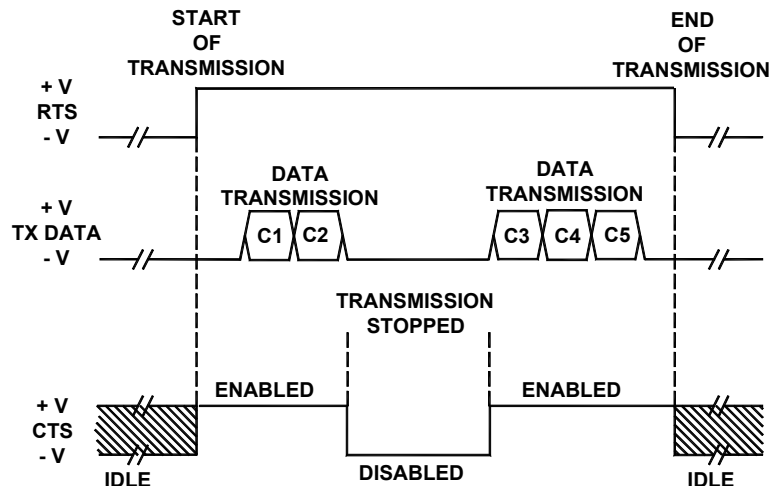 START
OF
TRANSMISSION
END
OF
TRANSMISSION
+ V
RTS
- V
DATA
TRANSMISSION
DATA
TRANSMISSION
+ V
TX DATA
- V
C1
C2
C3
C4
C5
TRANSMISSION
STOPPED
ENABLED
ENABLED
+ V
CTS
- V
IDLE
DISABLED
IDLE